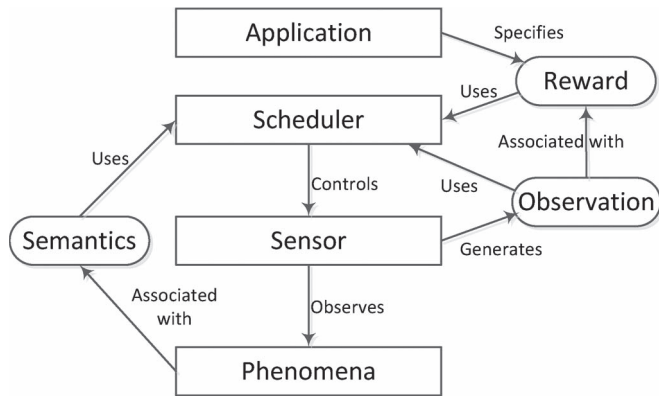 Application
Specifies
Reward
Uses
Scheduler
Associated with
Uses
Controls
Uses
Observation
Semantics
Sensor
Generates
Associated
with
Observes
Phenomena